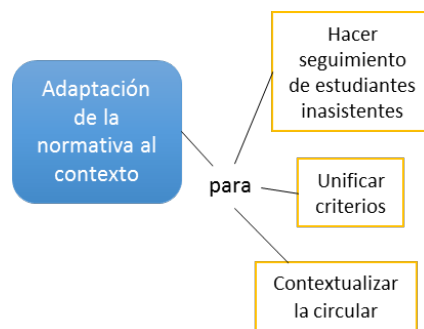 Adaptación
de la
normativa al
contexto
para
Hacer
seguimiento
de estudiantes
inasistentes
Unificar
criterios
Contextualizar
la circular